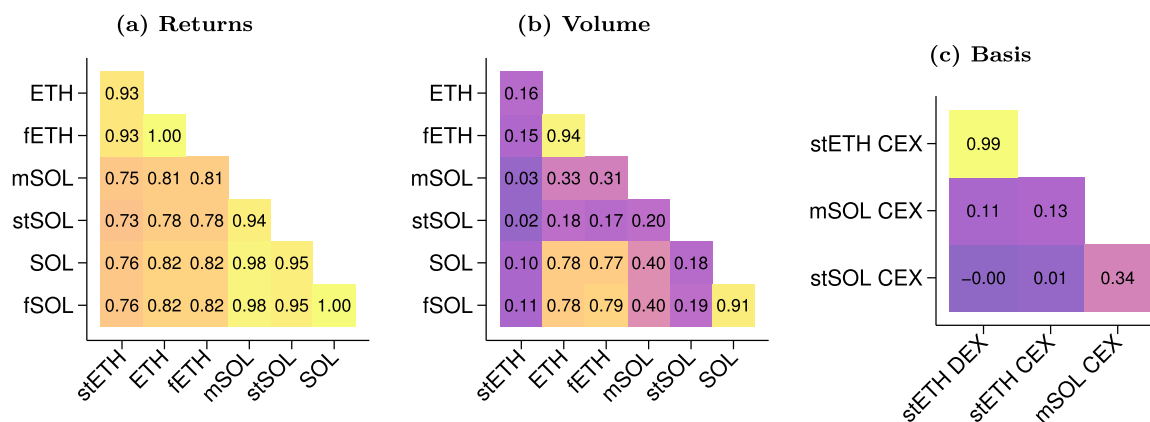 (a) Returns
ETH 0.93
fETH 0.93 1.00
mSOL 0.75 0.81 0.81
stSOL 0.73 0.78 0.78 0.94
SOL 0.76 0.82 0.82 0.98 0.95
fSOL 0.76 0.82 0.82 0.98 0.95 1.00
stETH ETH fETH mSOL stSOL SOL
(b) Volume
ETH 0.16
fETH 0.15 0.94
mSOL 0.03 0.33 0.31
stSOL 0.02 0.18 0.17 0.20
SOL 0.10 0.78 0.77 0.40 0.18
fSOL 0.11 0.78 0.79 0.40 0.19 0.91
stETH ETH fETH mSOL stSOL SOL
(c) Basis
stETH CEX 0.99
mSOL CEX 0.11 0.13
stSOL CEX −0.00 0.01 0.34
stETH DEX stETH CEX mSOL CEX